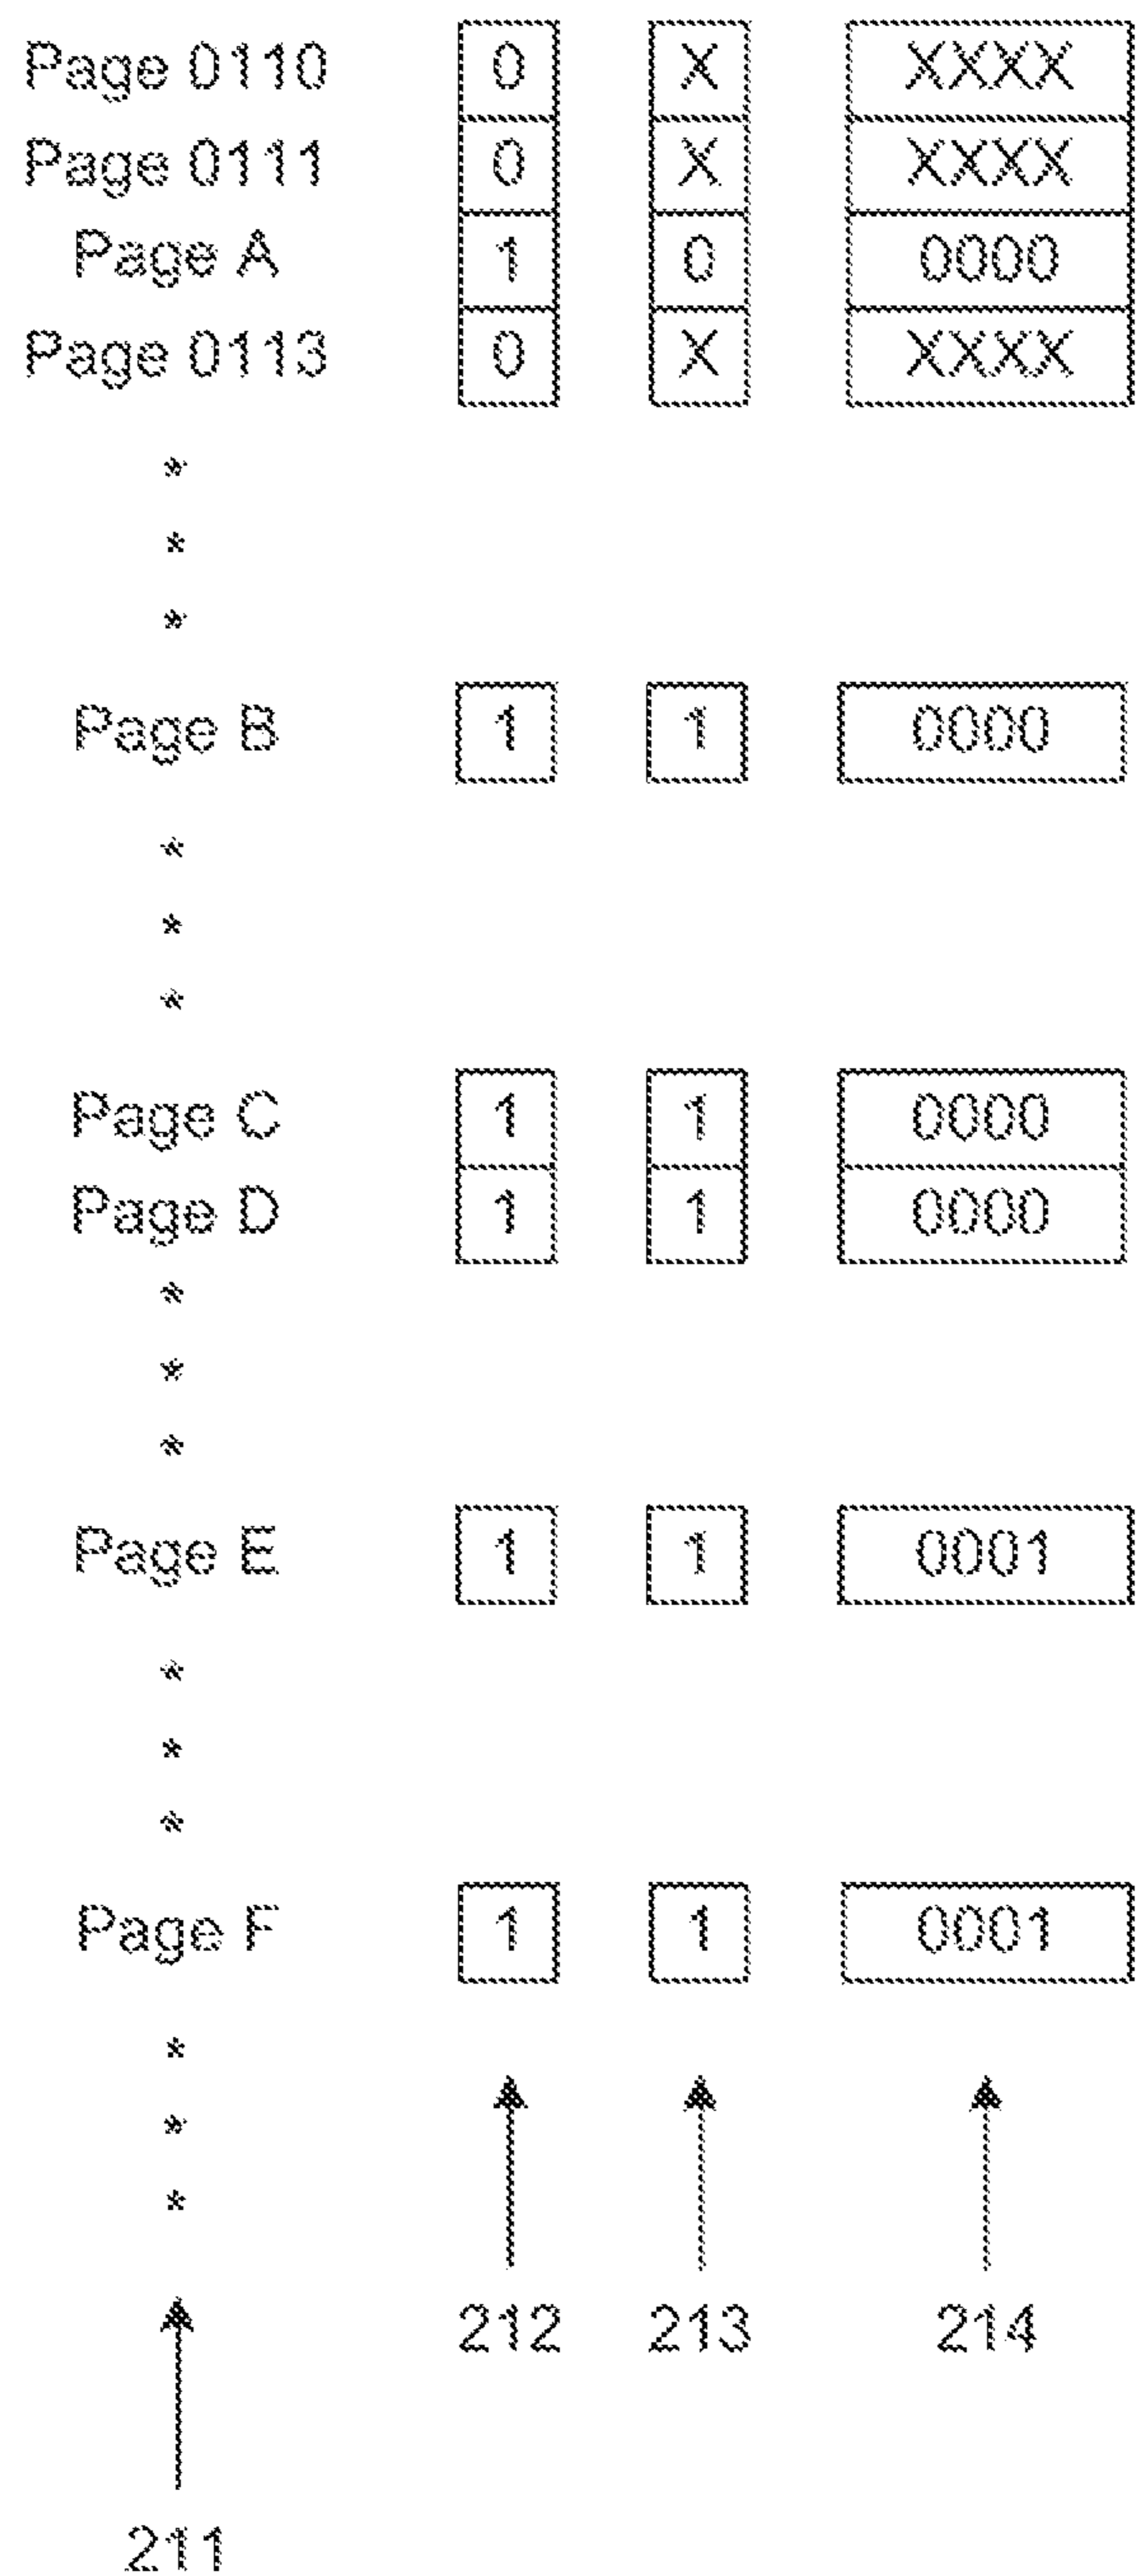 Page 0110 0 X XXXX
Page 0111 0 X XXXX
Page A 1 0 0000
Page 0113 0 X XXXX
*
*
*
Page B 1 1 0000
*
*
*
Page C 1 1 0000
Page D 1 1 0000
*
*
*
Page E 1 1 0001
*
*
*
Page F 1 1 0001
*
*
*
212 213 214
211